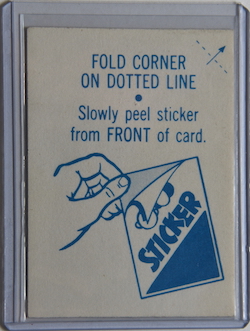 FOLD CORNER
ON DOTTED LINE
•
Slowly peel sticker
from FRONT of card.
STICKER